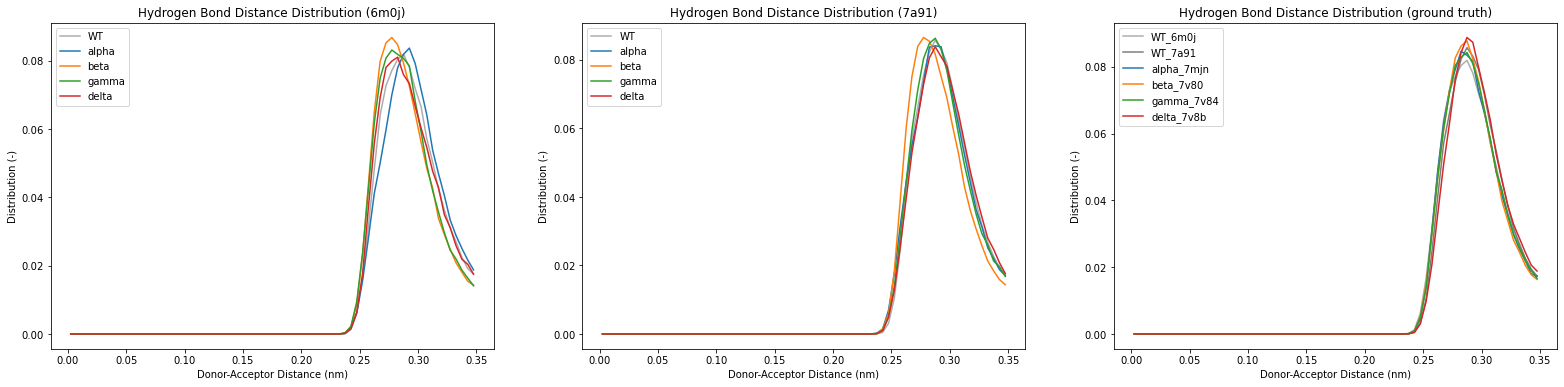 Hydrogen Bond Distance Distribution (6m0j)
WT
alpha
beta
gamma
delta
0.08
0.06
0.04
0.02
0.00
Distribution (-)
0.00 0.05 0.10 0.15 0.20 0.25 0.30 0.35
Donor-Acceptor Distance (nm)
Hydrogen Bond Distance Distribution (7a91)
WT
alpha
beta
gamma
delta
0.08
0.06
0.04
0.02
0.00
Distribution (-)
0.00 0.05 0.10 0.15 0.20 0.25 0.30 0.35
Donor-Acceptor Distance (nm)
Hydrogen Bond Distance Distribution (ground truth)
WT_6m0j
WT_7a91
alpha_7mjn
beta_7v80
gamma_7v84
delta_7v8b
0.08
0.06
0.04
0.02
0.00
Distribution (-)
0.00 0.05 0.10 0.15 0.20 0.25 0.30 0.35
Donor-Acceptor Distance (nm)